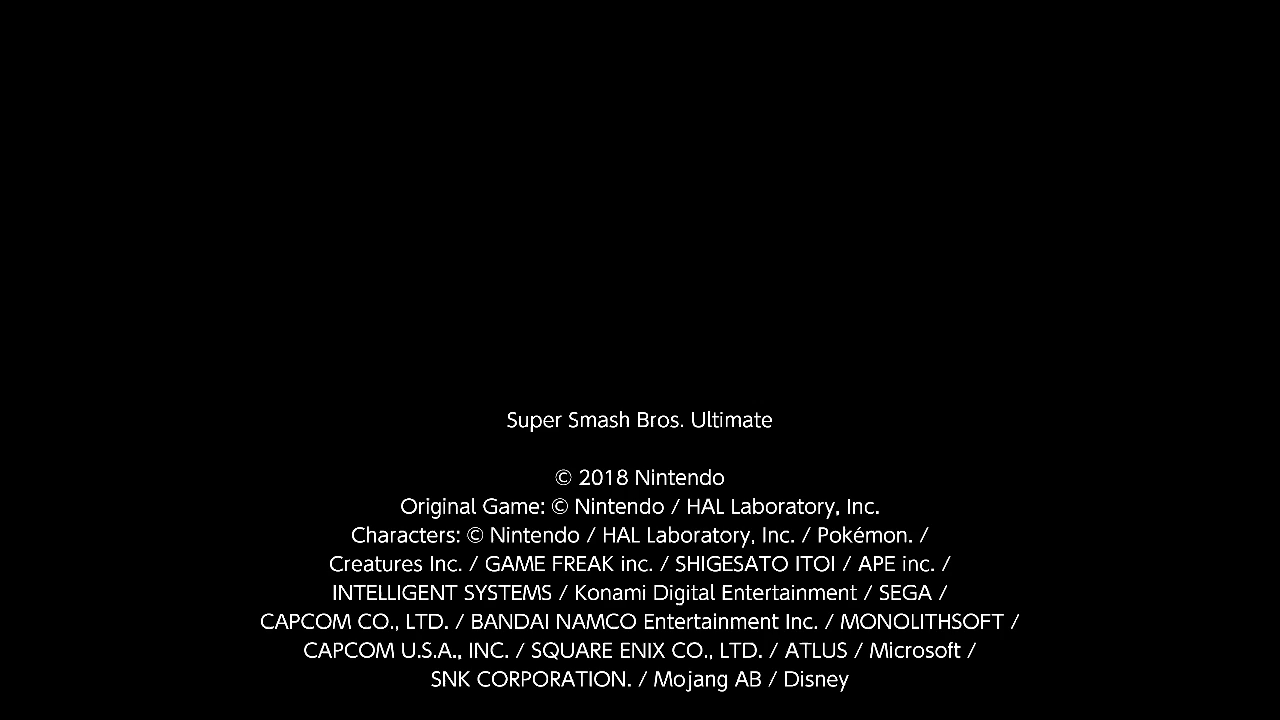 Super Smash Bros. Ultimate
© 2018 Nintendo
Original Game: © Nintendo / HAL Laboratory, Inc.
Characters: © Nintendo / HAL Laboratory, Inc. / Pokémon. /
Creatures Inc. / GAME FREAK inc. / SHIGESATO ITOI / APE inc. /
INTELLIGENT SYSTEMS / Konami Digital Entertainment / SEGA /
CAPCOM CO., LTD. / BANDAI NAMCO Entertainment Inc. / MONOLITHSOFT /
CAPCOM U.S.A., INC. / SQUARE ENIX CO., LTD. / ATLUS / Microsoft /
SNK CORPORATION. / Mojang AB / Disney